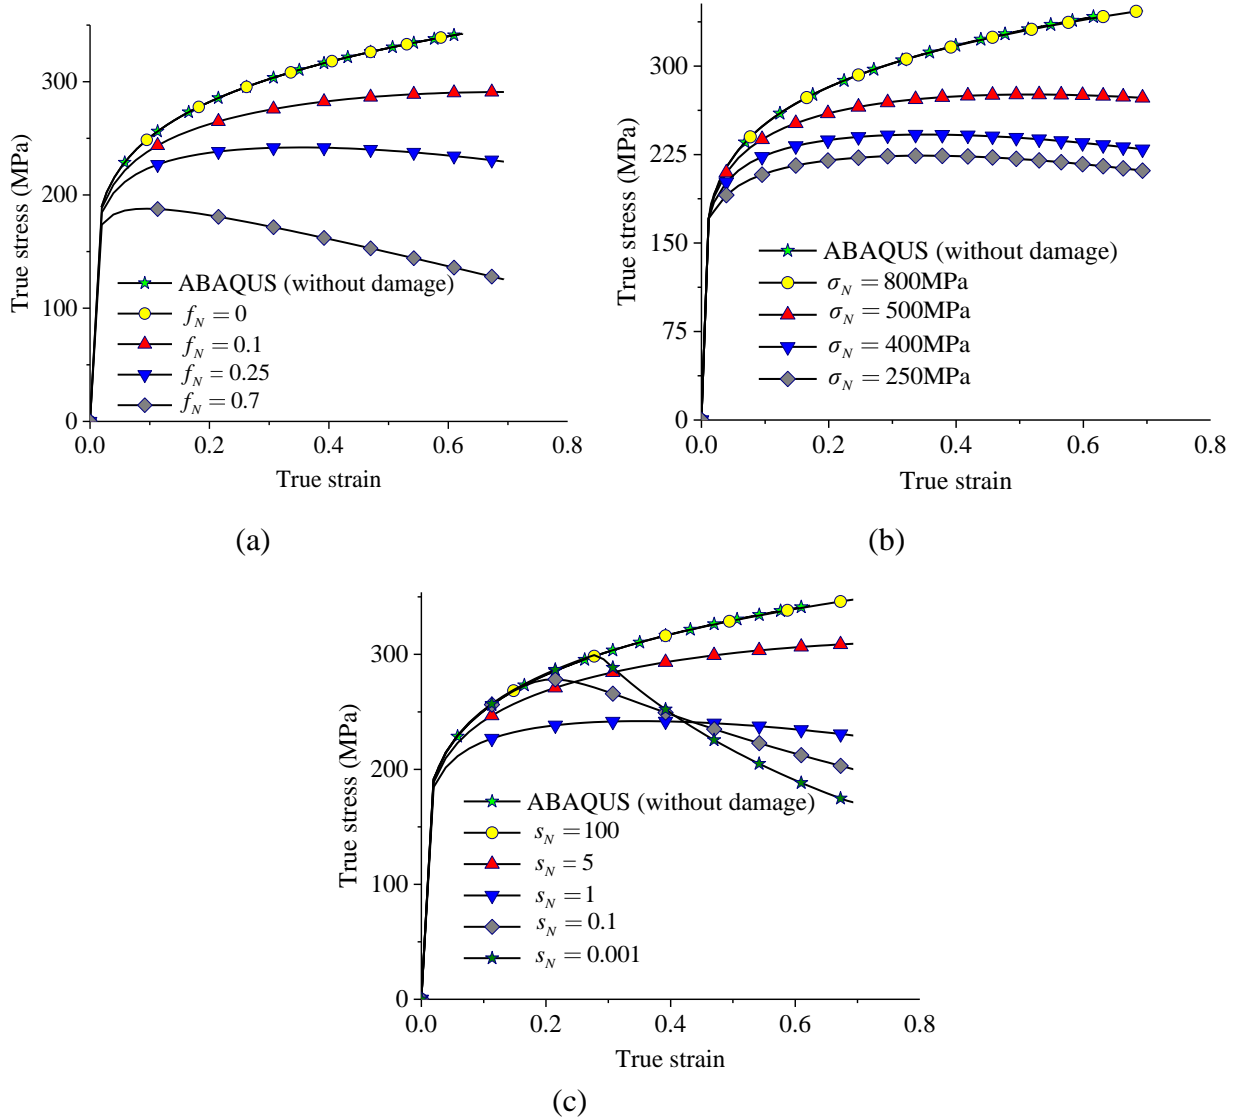 (a)
True stress (MPa)
300
200
100
0
ABAQUS (without damage)
f_N = 0
f_N = 0.1
f_N = 0.25
f_N = 0.7
0.0 0.2 0.4 0.6 0.8
True strain
(a)
(b)
True stress (MPa)
300
225
150
75
0
ABAQUS (without damage)
σ_N = 800MPa
σ_N = 500MPa
σ_N = 400MPa
σ_N = 250MPa
0.0 0.2 0.4 0.6 0.8
True strain
(b)
True stress (MPa)
300
200
100
0
ABAQUS (without damage)
s_N = 100
s_N = 5
s_N = 1
s_N = 0.1
s_N = 0.001
0.0 0.2 0.4 0.6 0.8
True strain
(c)